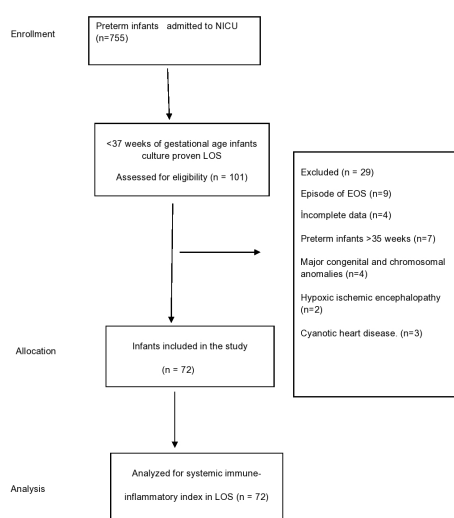 Enrollment
Preterm infants admitted to NICU
(n=755)
<37 weeks of gestational age infants
culture proven LOS
Assessed for eligibility (n = 101)
Excluded (n = 29)
Episode of EOS (n=9)
İncomplete data (n=4)
Preterm infants >35 weeks (n=7)
Major congenital and chromosomal
anomalies (n=4)
Hypoxic ischemic encephalopathy
(n=2)
Cyanotic heart disease. (n=3)
Allocation
Infants included in the study
(n = 72)
Analysis
Analyzed for systemic immune-
inflammatory index in LOS (n = 72)